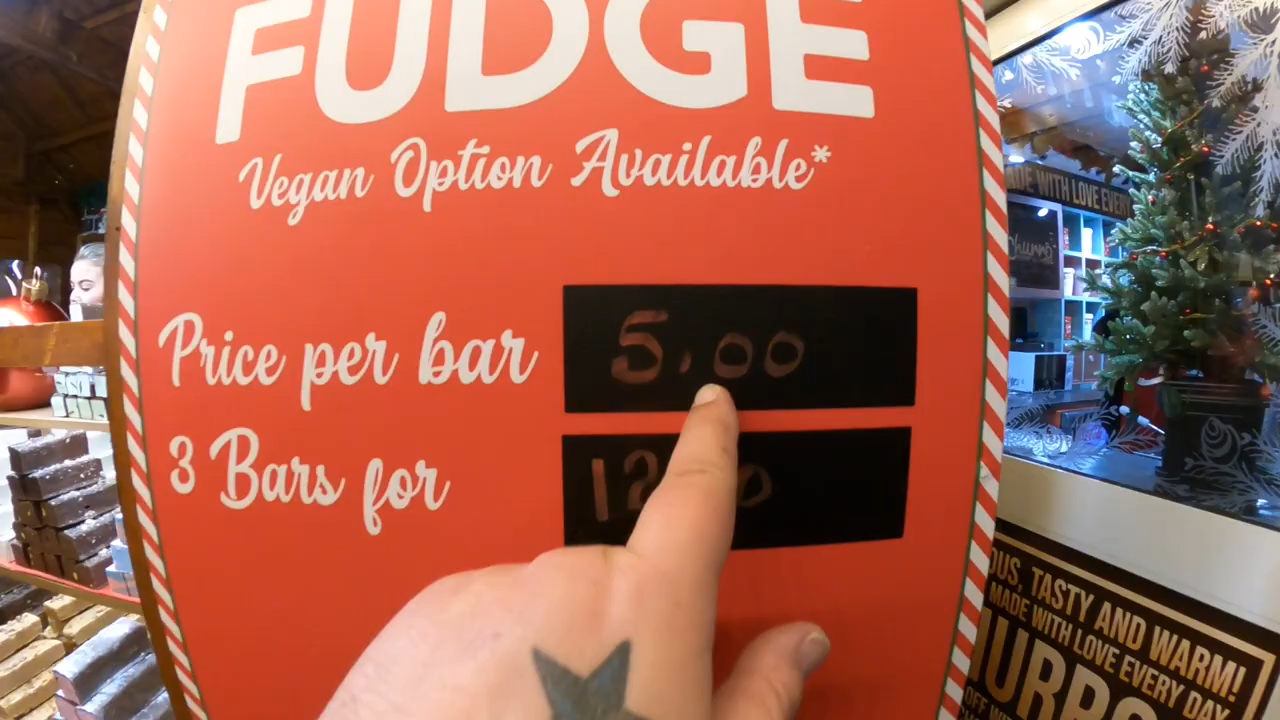 FUDGE
Vegan Option Available*
Price per bar 5.00
3 Bars for
MADE WITH LOVE EVERY
Churros
TASTY AND WARM!
MADE WITH LOVE EVERY DAY